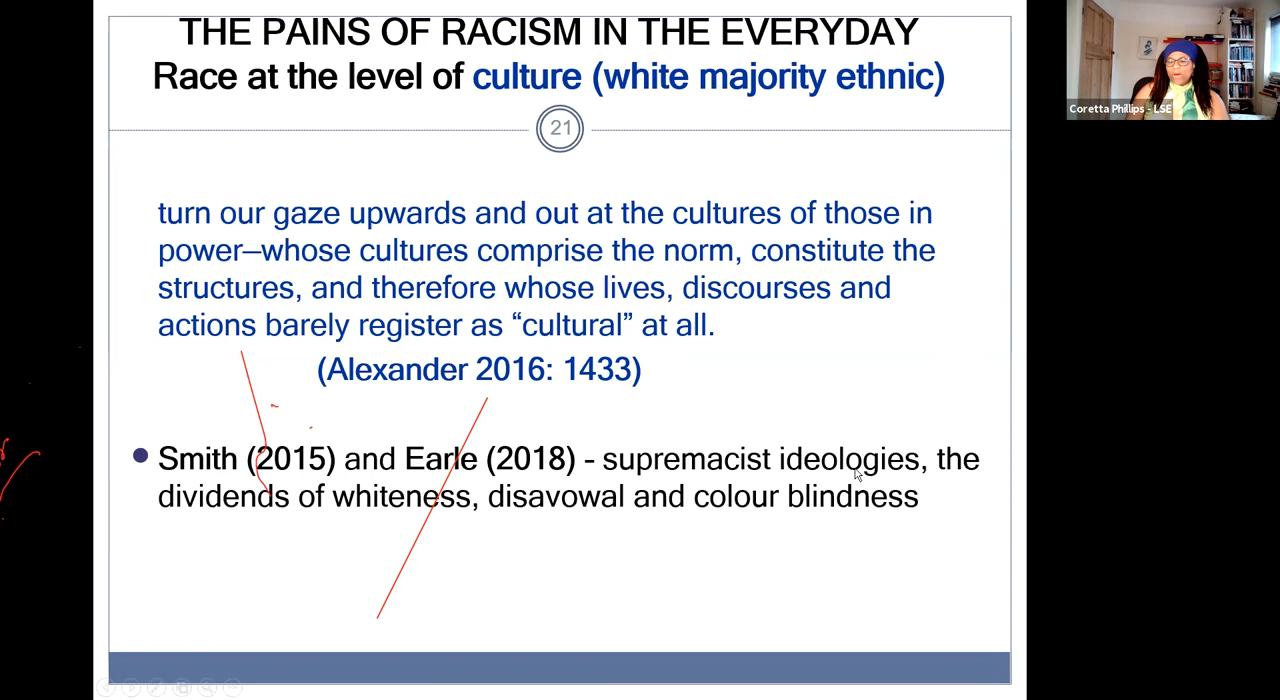 THE PAINS OF RACISM IN THE EVERYDAY
Race at the level of culture (white majority ethnic)
21
turn our gaze upwards and out at the cultures of those in
power—whose cultures comprise the norm, constitute the
structures, and therefore whose lives, discourses and
actions barely register as “cultural” at all.
(Alexander 2016: 1433)
Smith (2015) and Earle (2018) - supremacist ideologies, the
dividends of whiteness, disavowal and colour blindness
Coretta Phillips - LSE